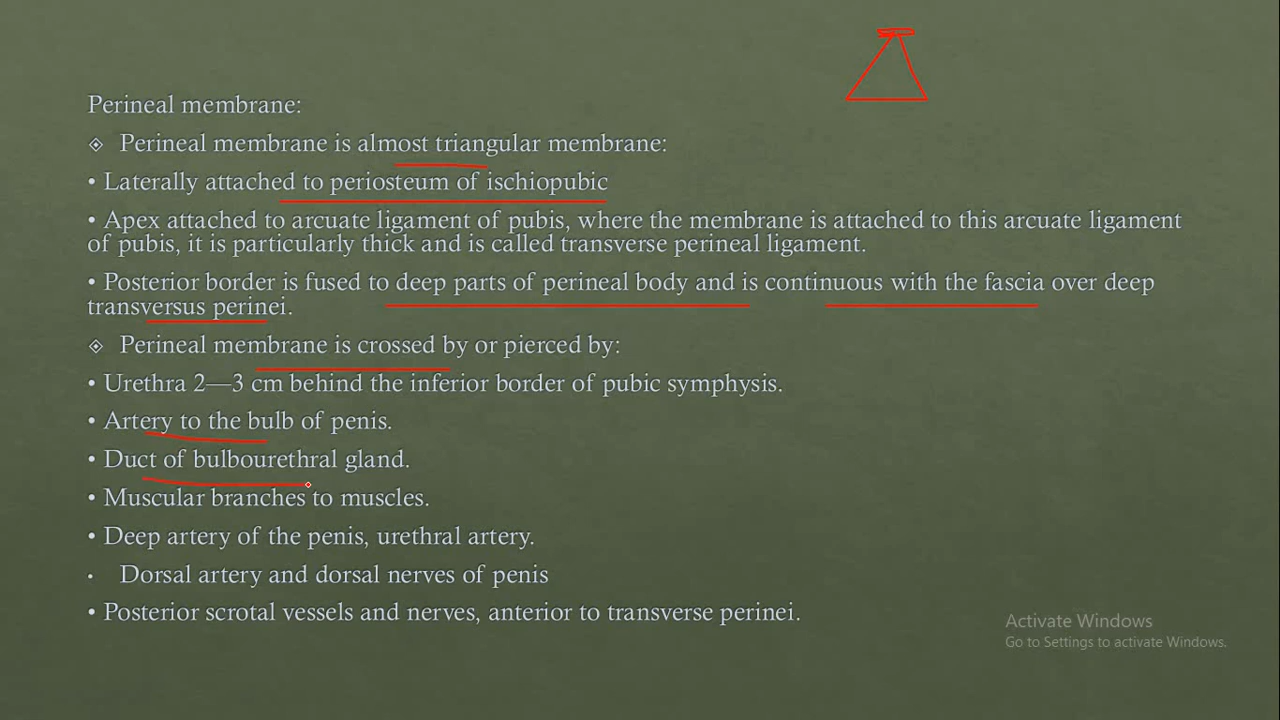 Perineal membrane:
◈ Perineal membrane is almost triangular membrane:
• Laterally attached to periosteum of ischiopubic
• Apex attached to arcuate ligament of pubis, where the membrane is attached to this arcuate ligament
of pubis, it is particularly thick and is called transverse perineal ligament.
• Posterior border is fused to deep parts of perineal body and is continuous with the fascia over deep
transversus perinei.
◈ Perineal membrane is crossed by or pierced by:
• Urethra 2—3 cm behind the inferior border of pubic symphysis.
• Artery to the bulb of penis.
• Duct of bulbourethral gland.
• Muscular branches to muscles.
• Deep artery of the penis, urethral artery.
• Dorsal artery and dorsal nerves of penis
• Posterior scrotal vessels and nerves, anterior to transverse perinei.
Activate Windows
Go to Settings to activate Windows.